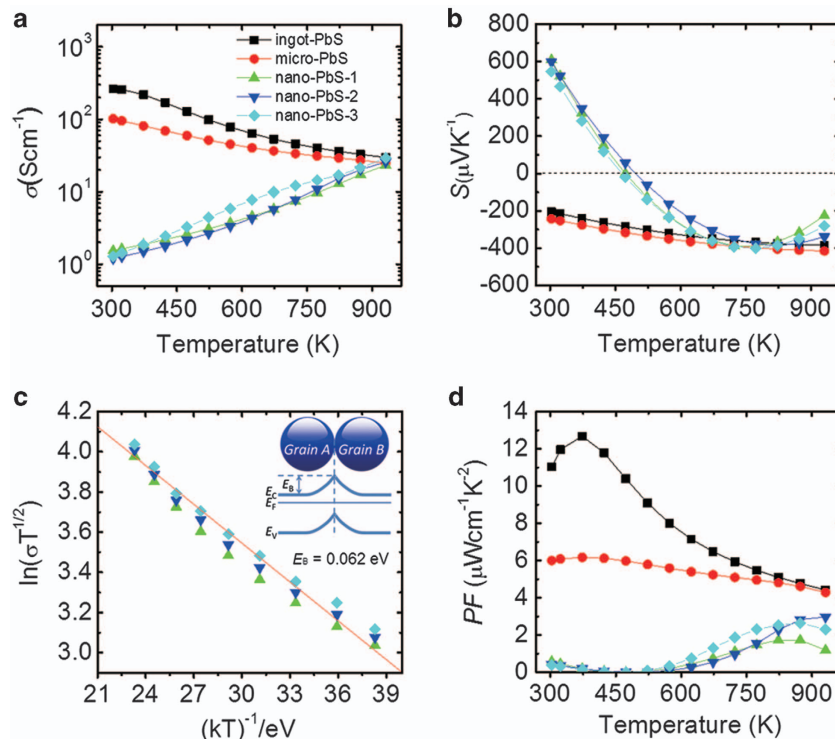 a
10³
10²
10¹
10⁰
σ(Scm⁻¹)
ingot-PbS
micro-PbS
nano-PbS-1
nano-PbS-2
nano-PbS-3
300 450 600 750 900
Temperature (K)
b
800
600
400
200
0
-200
-400
-600
S(μVK⁻¹)
300 450 600 750 900
Temperature (K)
c
4.2
4.0
3.8
3.6
3.4
3.2
3.0
ln(σT¹ᐟ²)
Grain A Grain B
E_B
E_C
E_F
E_V
E_B = 0.062 eV
21 24 27 30 33 36 39
(kT)⁻¹/eV
d
14
12
10
8
6
4
2
0
PF (μWcm⁻¹K⁻²)
300 450 600 750 900
Temperature (K)